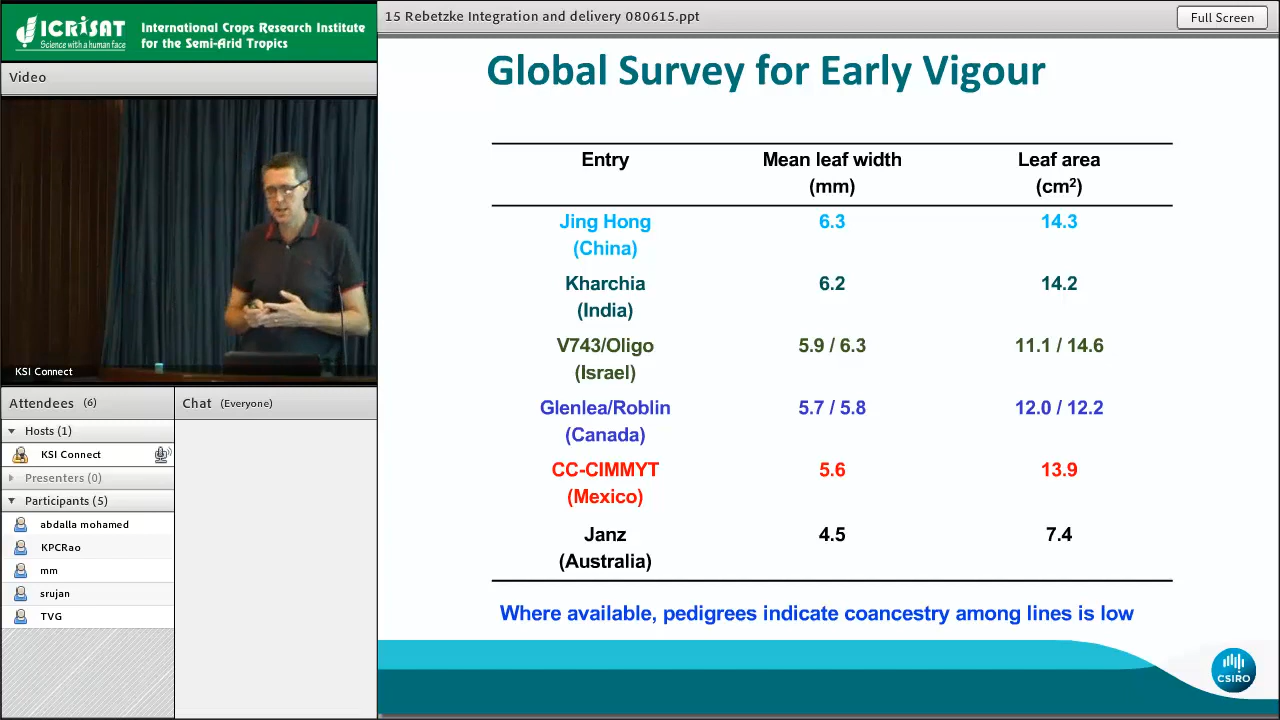 ICRISAT
Science with a human face
International Crops Research Institute
for the Semi-Arid Tropics
15 Rebetzke Integration and delivery 080615.ppt
Full Screen
Video
KSI Connect
Attendees (6)
Chat (Everyone)
Hosts (1)
KSI Connect
Presenters (0)
Participants (5)
abdalla mohamed
KPCRao
mm
srujan
TVG
Global Survey for Early Vigour
Entry Mean leaf width Leaf area
(mm) (cm²)
Jing Hong 6.3 14.3
(China)
Kharchia 6.2 14.2
(India)
V743/Oligo 5.9 / 6.3 11.1 / 14.6
(Israel)
Glenlea/Roblin 5.7 / 5.8 12.0 / 12.2
(Canada)
CC-CIMMYT 5.6 13.9
(Mexico)
Janz 4.5 7.4
(Australia)
Where available, pedigrees indicate coancestry among lines is low
CSIRO